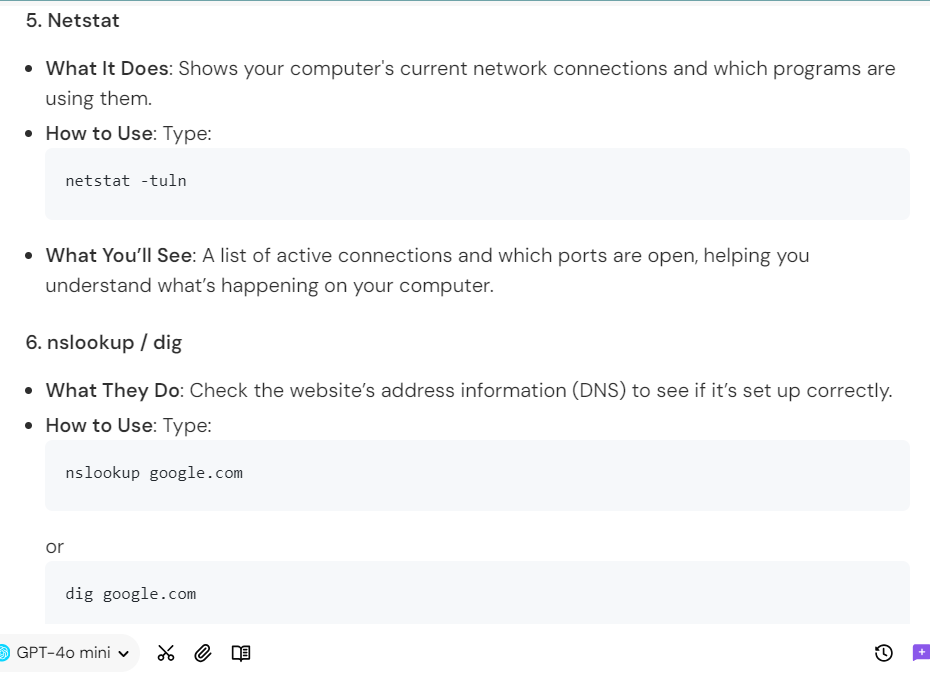 5. Netstat
• What It Does: Shows your computer's current network connections and which programs are
using them.
• How to Use: Type:
netstat -tuln
• What You’ll See: A list of active connections and which ports are open, helping you
understand what’s happening on your computer.
6. nslookup / dig
• What They Do: Check the website’s address information (DNS) to see if it’s set up correctly.
• How to Use: Type:
nslookup google.com
or
dig google.com
GPT-4o mini